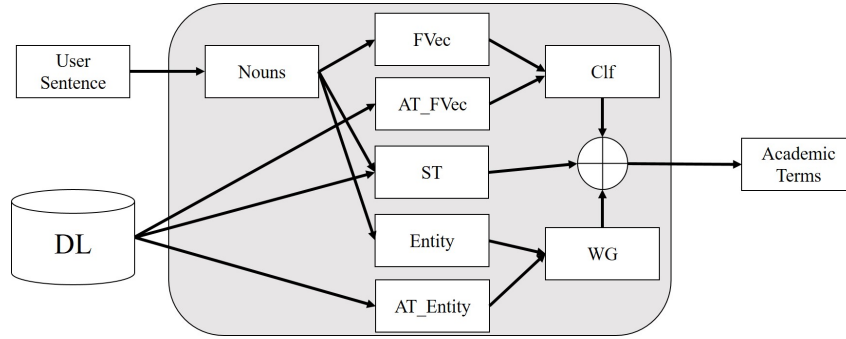 User
Sentence
Nouns
FVec
AT_FVec
ST
Entity
AT_Entity
Clf
WG
Academic
Terms
DL